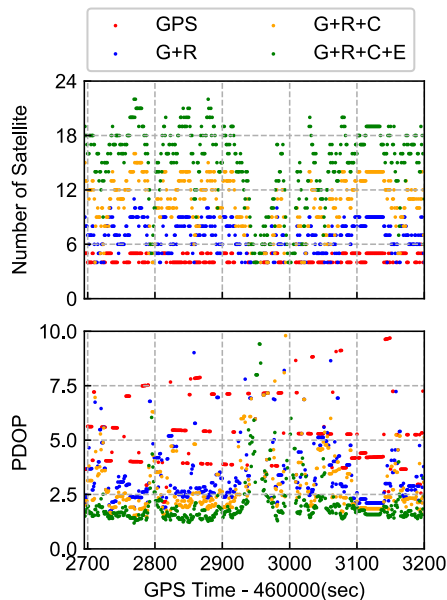 GPS G+R+C
G+R G+R+C+E
24
18
12
6
0
Number of Satellite
10.0
7.5
5.0
2.5
0.0
PDOP
2700 2800 2900 3000 3100 3200
GPS Time - 460000(sec)